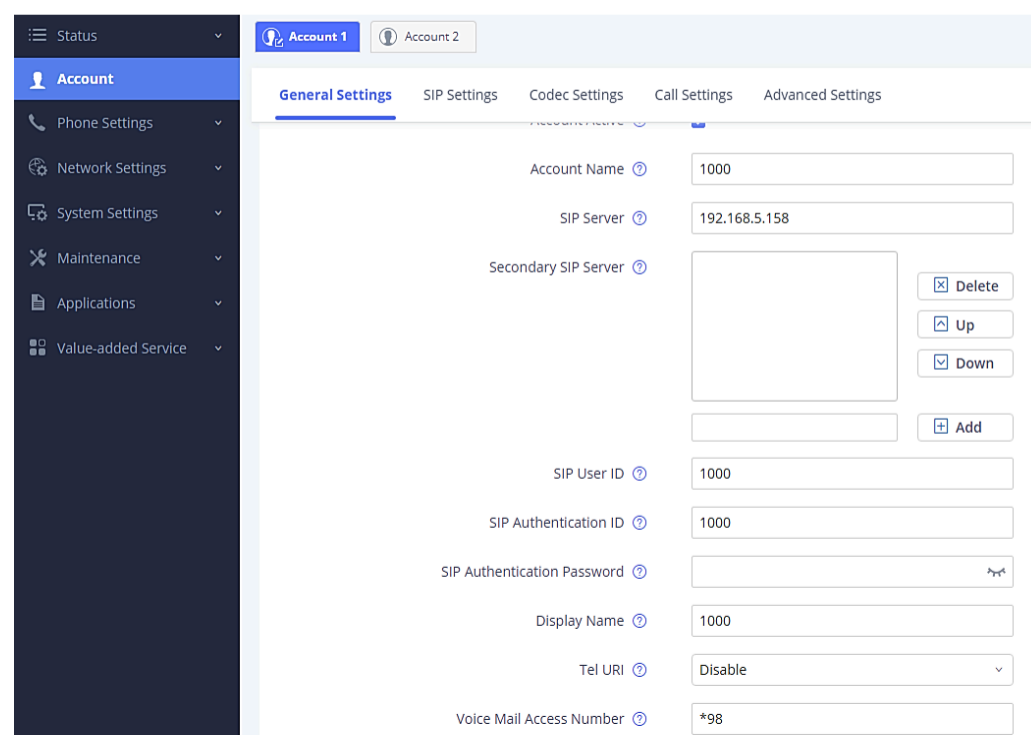 Status
Account
Phone Settings
Network Settings
System Settings
Maintenance
Applications
Value-added Service
Account 1
Account 2
General Settings
SIP Settings
Codec Settings
Call Settings
Advanced Settings
Account Active
Account Name
1000
SIP Server
192.168.5.158
Secondary SIP Server
Delete
Up
Down
Add
SIP User ID
1000
SIP Authentication ID
1000
SIP Authentication Password
Display Name
1000
Tel URI
Disable
Voice Mail Access Number
*98